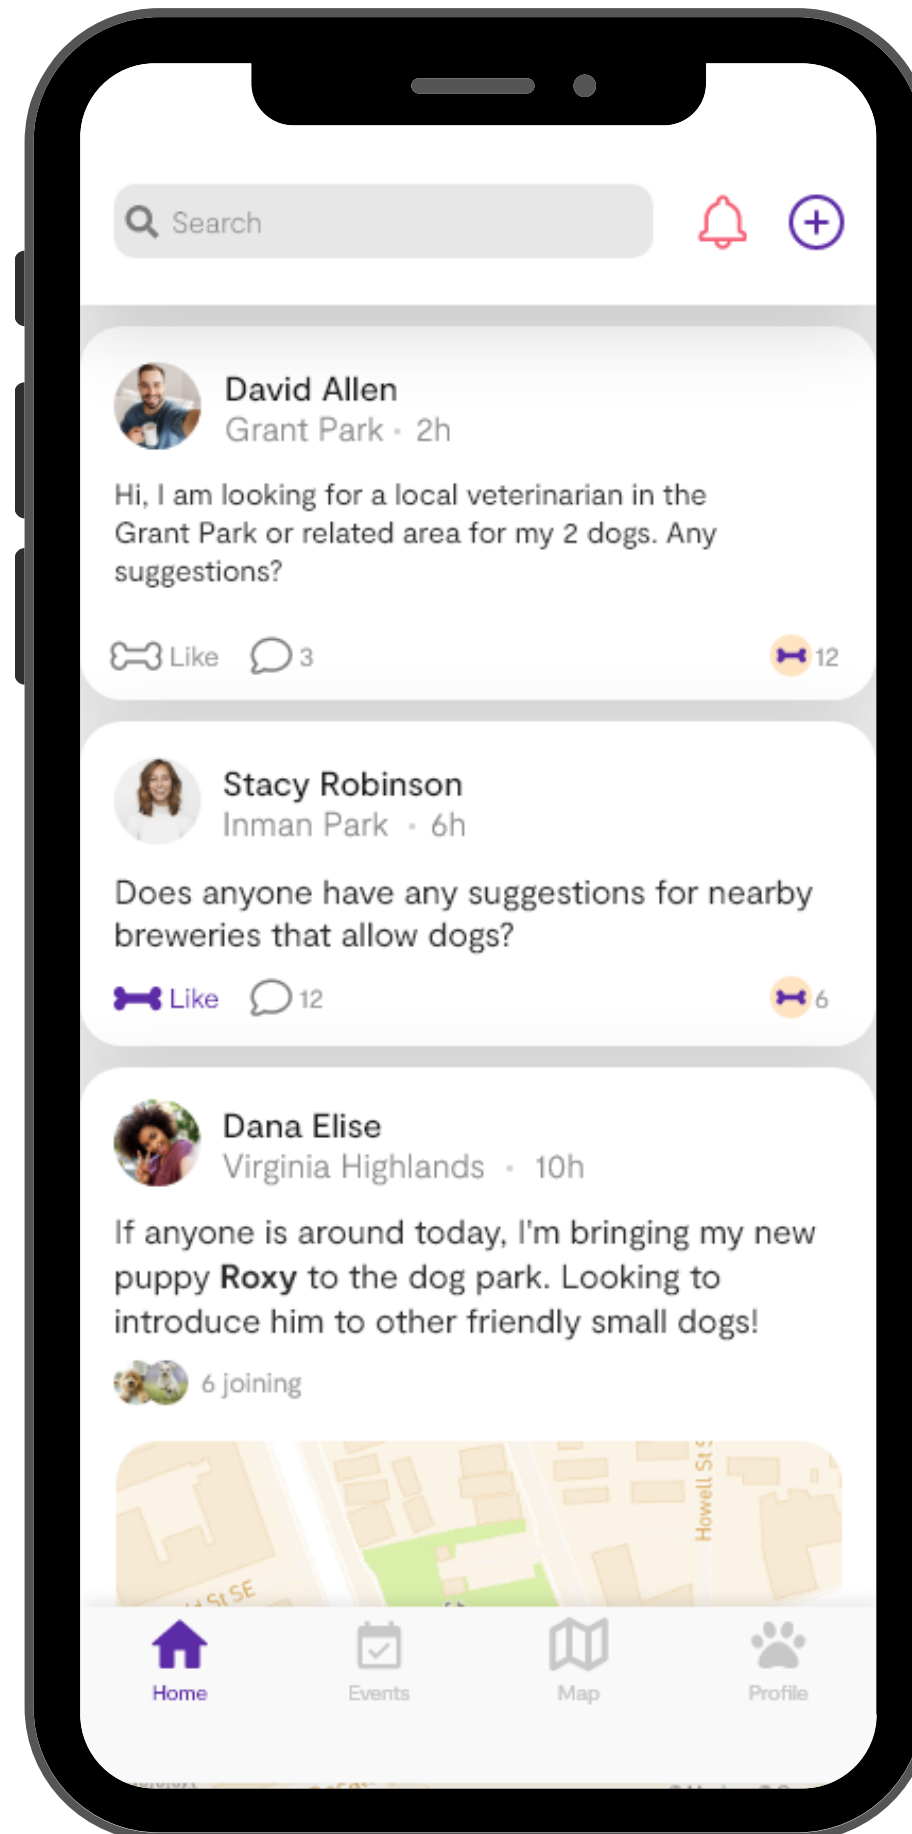 Search
David Allen
Grant Park • 2h
Hi, I am looking for a local veterinarian in the
Grant Park or related area for my 2 dogs. Any
suggestions?
Like 3 12
Stacy Robinson
Inman Park • 6h
Does anyone have any suggestions for nearby
breweries that allow dogs?
Like 12 6
Dana Elise
Virginia Highlands • 10h
If anyone is around today, I'm bringing my new
puppy Roxy to the dog park. Looking to
introduce him to other friendly small dogs!
6 joining
Howell St
St SE
Home Events Map Profile